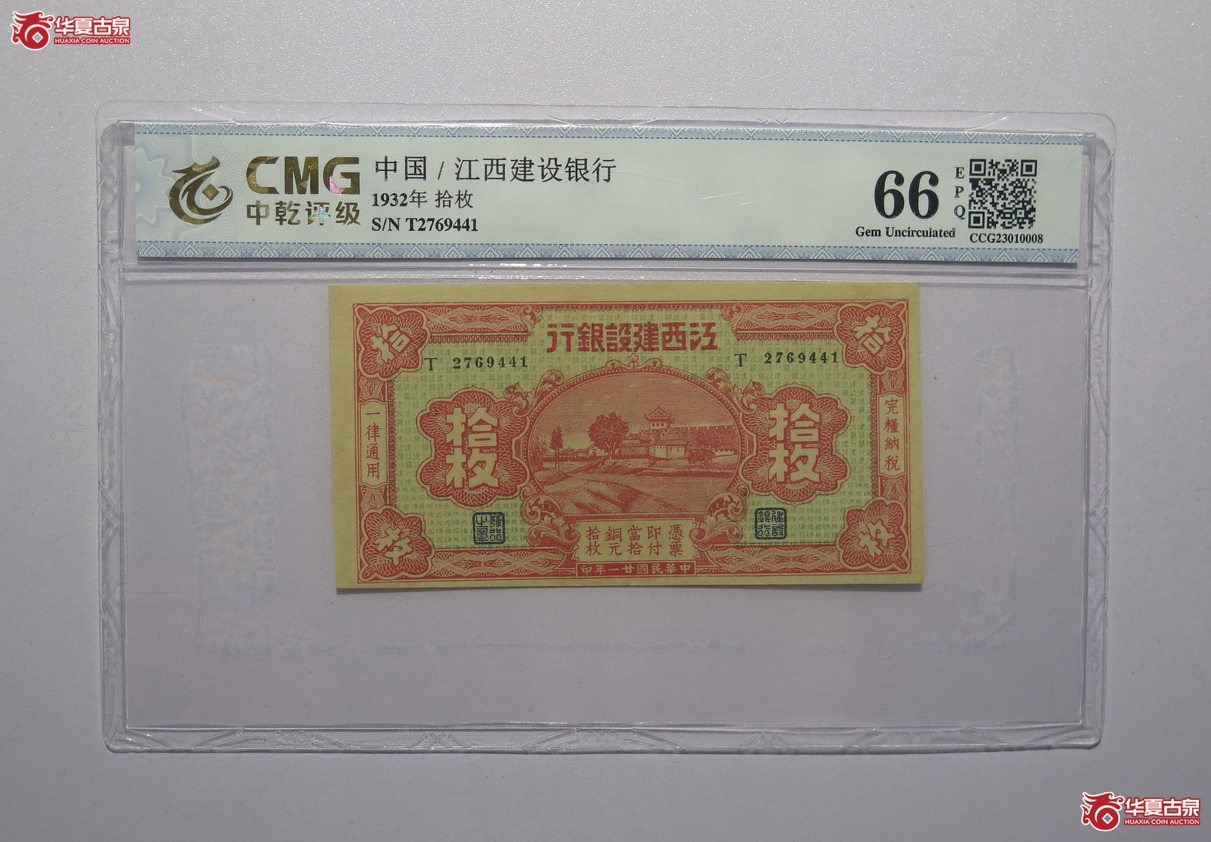 华夏古泉
HUAXIA COIN AUCTION
CMG
中乾评级
中国 / 江西建设银行
1932年 拾枚
S/N T2769441
66
EPQ
Gem Uncirculated
CCG23010008
行銀設建西江
拾
拾
T 2769441
T 2769441
拾枚
拾枚
一律通用
完糧納稅
憑票
即付
當拾
銅元
拾枚
枚
枚
印年一廿國民華中
华夏古泉
HUAXIA COIN AUCTION